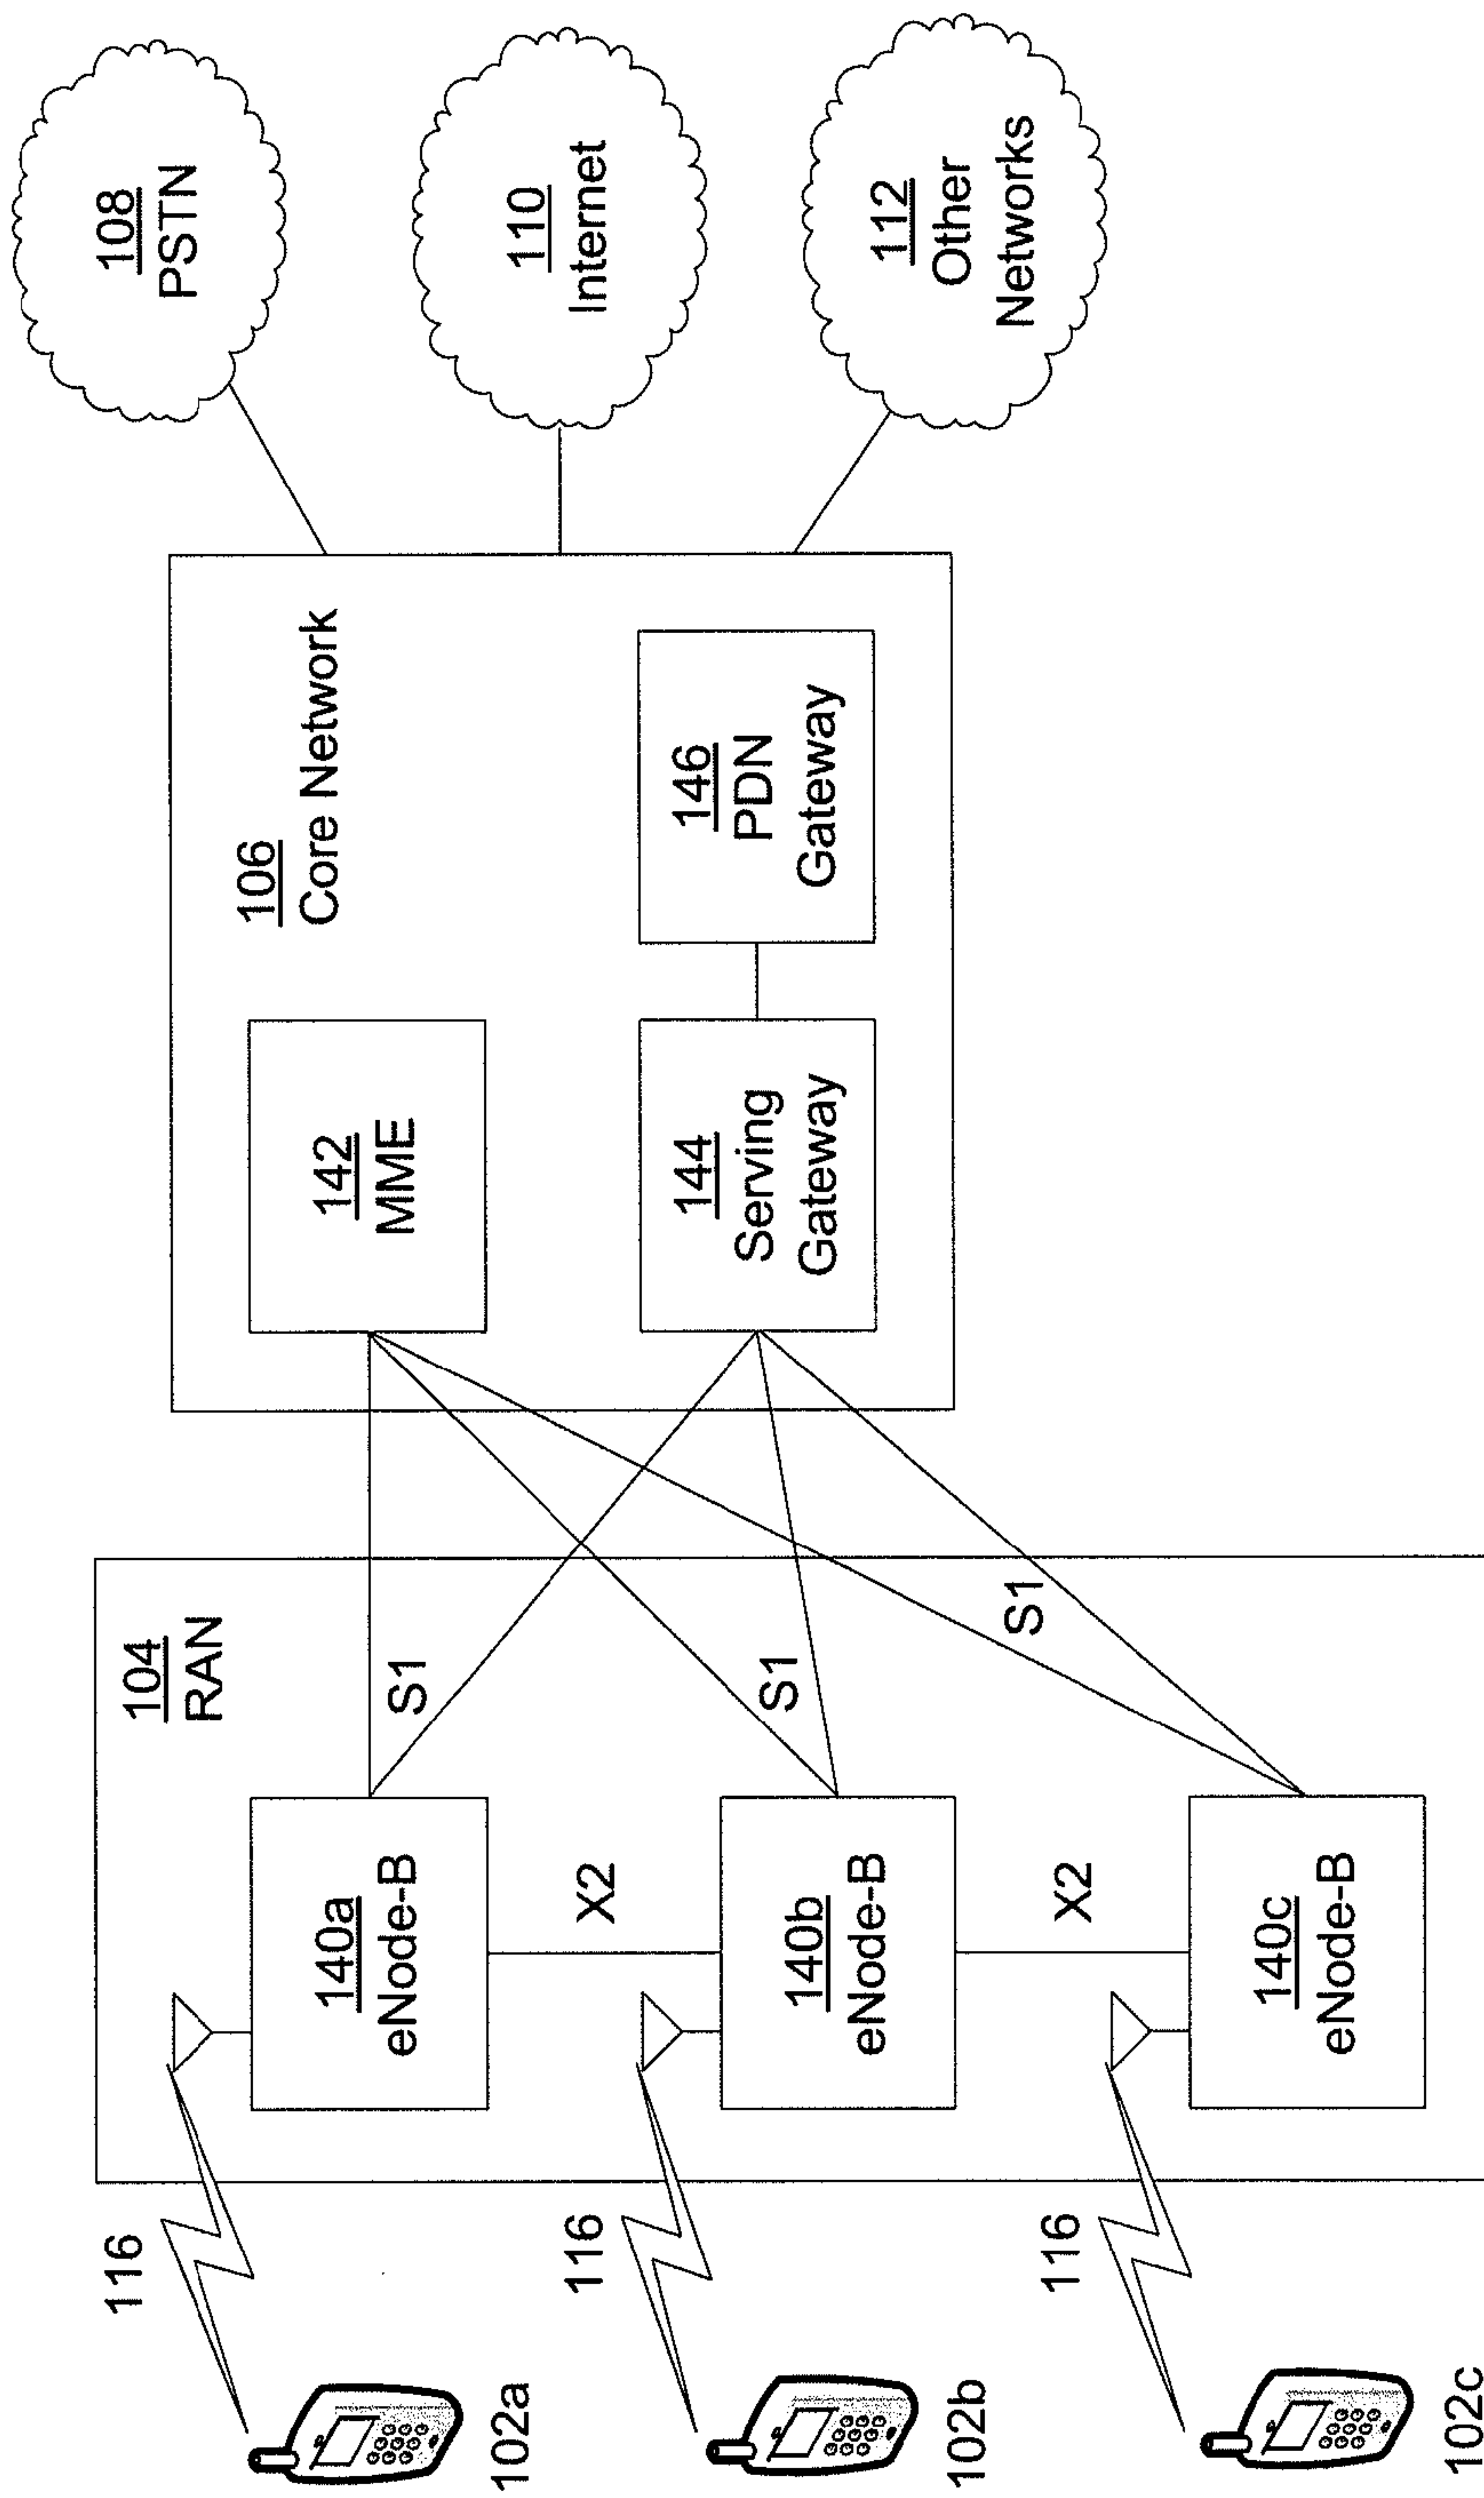 116
102a
116
102b
116
102c
104
RAN
140a
eNode-B
X2
140b
eNode-B
X2
140c
eNode-B
S1
S1
S1
106
Core Network
142
MME
144
Serving
Gateway
146
PDN
Gateway
108
PSTN
110
Internet
112
Other
Networks